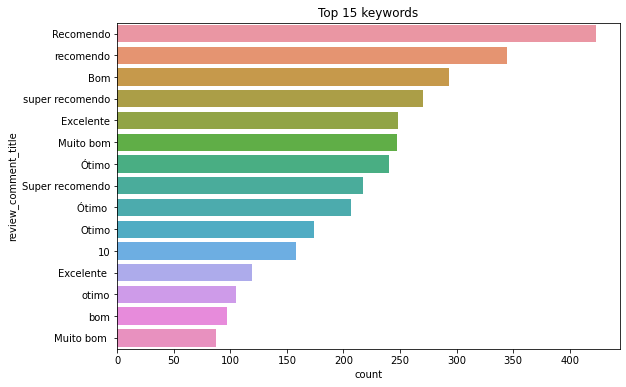 Top 15 keywords
review_comment_title
Recomendo
recomendo
Bom
super recomendo
Excelente
Muito bom
Ótimo
Super recomendo
Ótimo
Otimo
10
Excelente
otimo
bom
Muito bom
0 50 100 150 200 250 300 350 400
count